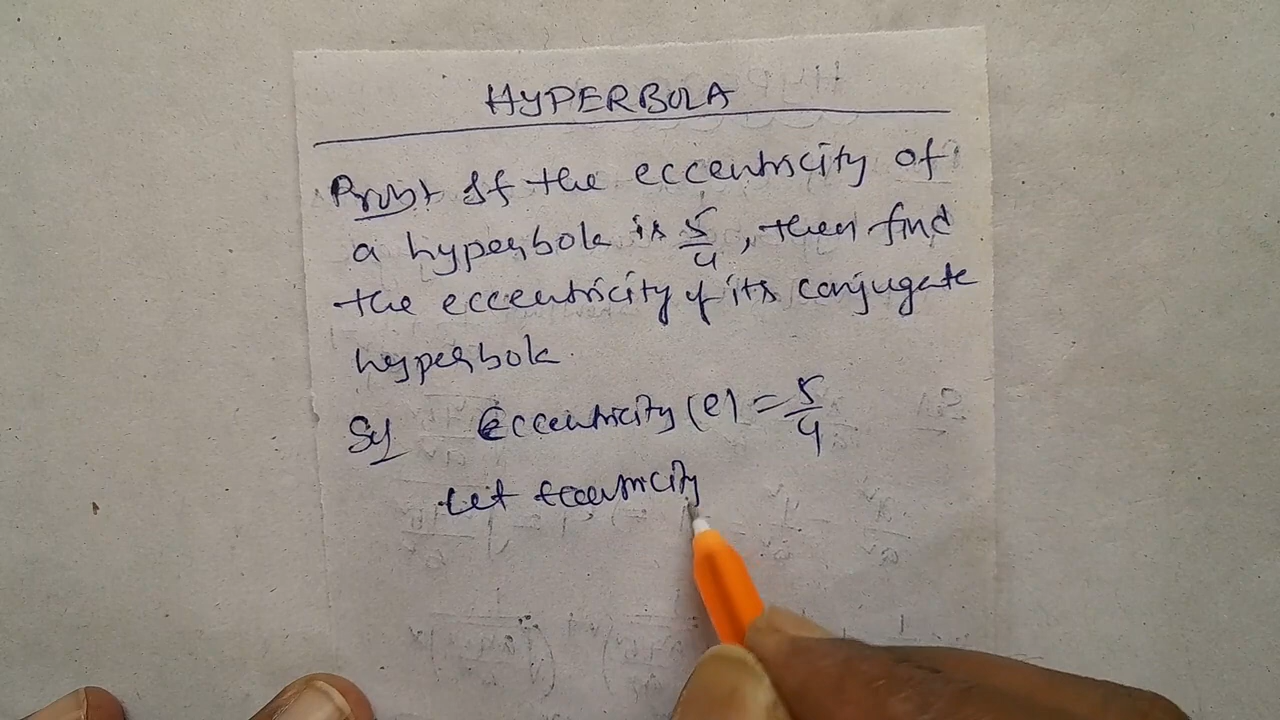 HYPERBOLA
Prob: If the eccentricity of
a hyperbola is 5/4, then find
the eccentricity of its conjugate
hyperbola.
Sol Eccentricity (e) = 5/4
Let eccentricity